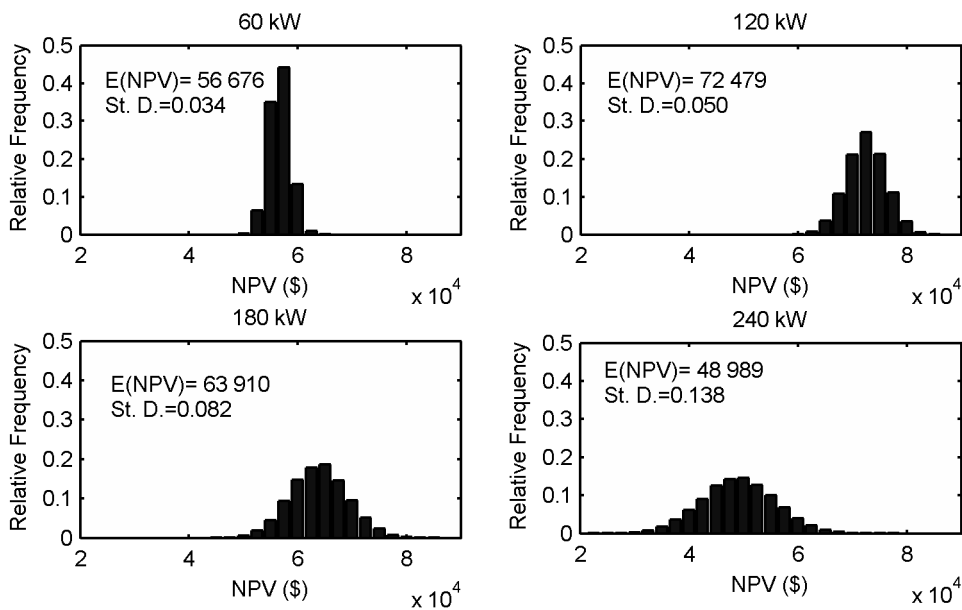 60 kW
0.5
0.4
0.3
0.2
0.1
0
Relative Frequency
E(NPV)= 56 676
St. D.=0.034
2
4
6
8
NPV ($)
x 10^4
120 kW
0.5
0.4
0.3
0.2
0.1
0
Relative Frequency
E(NPV)= 72 479
St. D.=0.050
2
4
6
8
NPV ($)
x 10^4
180 kW
0.5
0.4
0.3
0.2
0.1
0
Relative Frequency
E(NPV)= 63 910
St. D.=0.082
2
4
6
8
NPV ($)
x 10^4
240 kW
0.5
0.4
0.3
0.2
0.1
0
Relative Frequency
E(NPV)= 48 989
St. D.=0.138
2
4
6
8
NPV ($)
x 10^4